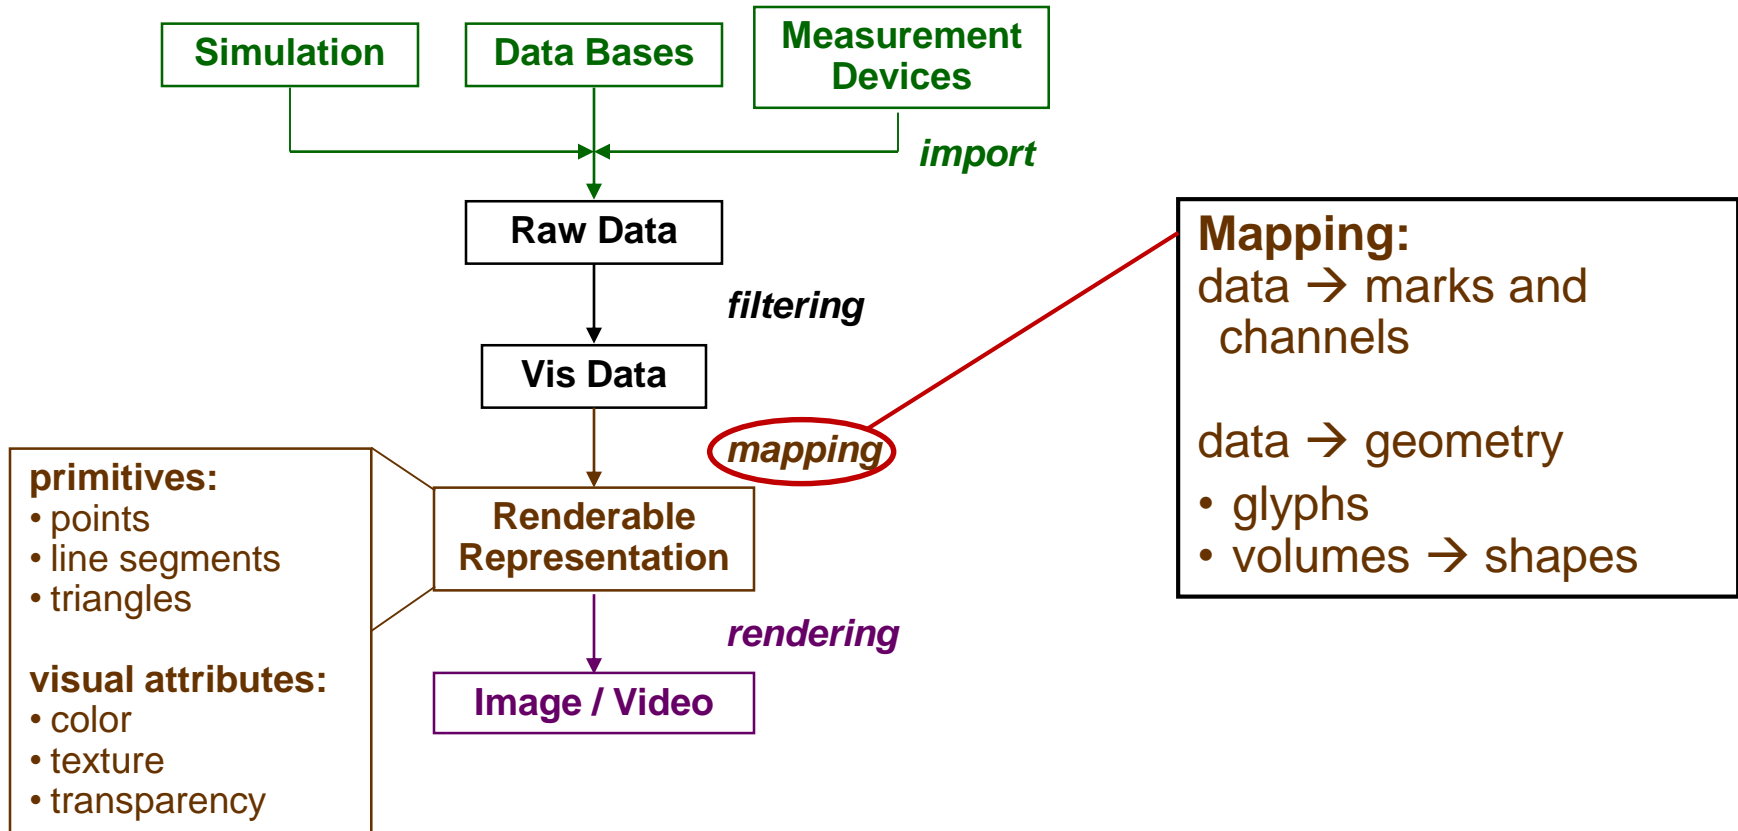 Simulation
Data Bases
Measurement
Devices
import
Raw Data
filtering
Vis Data
mapping
Renderable
Representation
rendering
Image / Video
primitives:
• points
• line segments
• triangles
visual attributes:
• color
• texture
• transparency
Mapping:
data → marks and
channels
data → geometry
• glyphs
• volumes → shapes